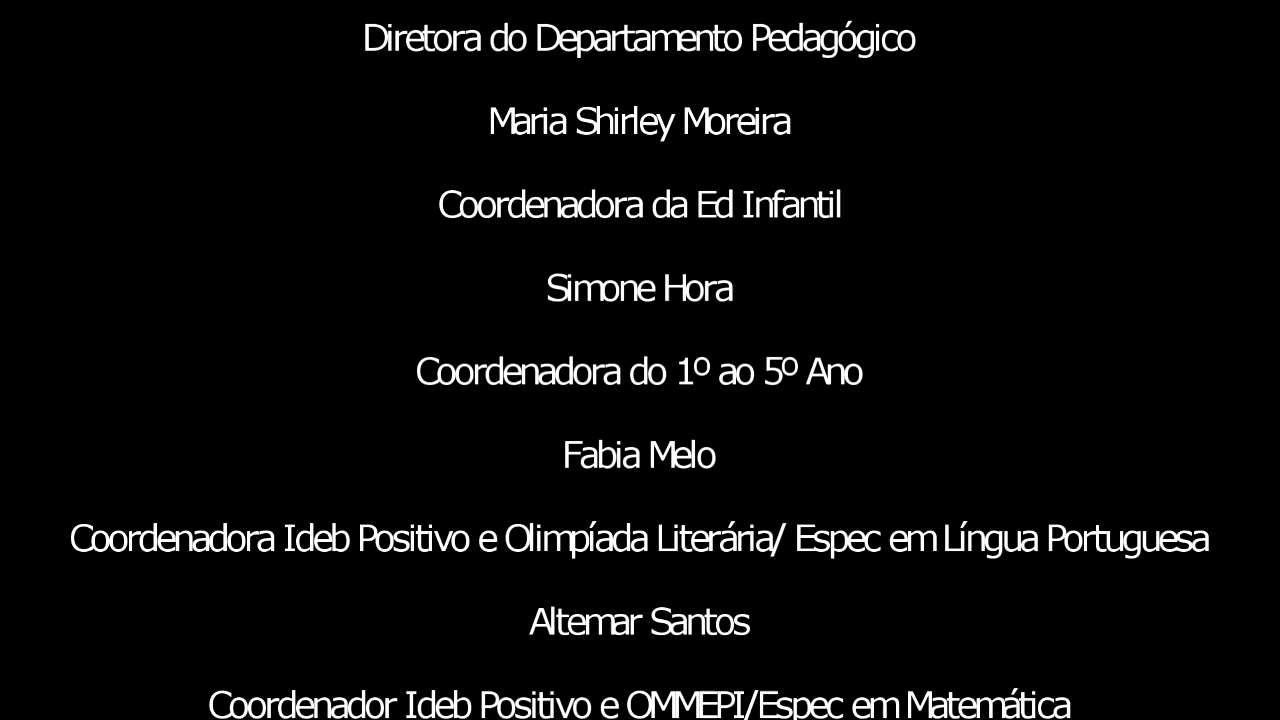 Diretora do Departamento Pedagógico
Maria Shirley Moreira
Coordenadora da Ed Infantil
Simone Hora
Coordenadora do 1º ao 5º Ano
Fabia Melo
Coordenadora Ideb Positivo e Olimpíada Literária/ Espec em Língua Portuguesa
Altemar Santos
Coordenador Ideb Positivo e OMMEPI/Espec em Matemática